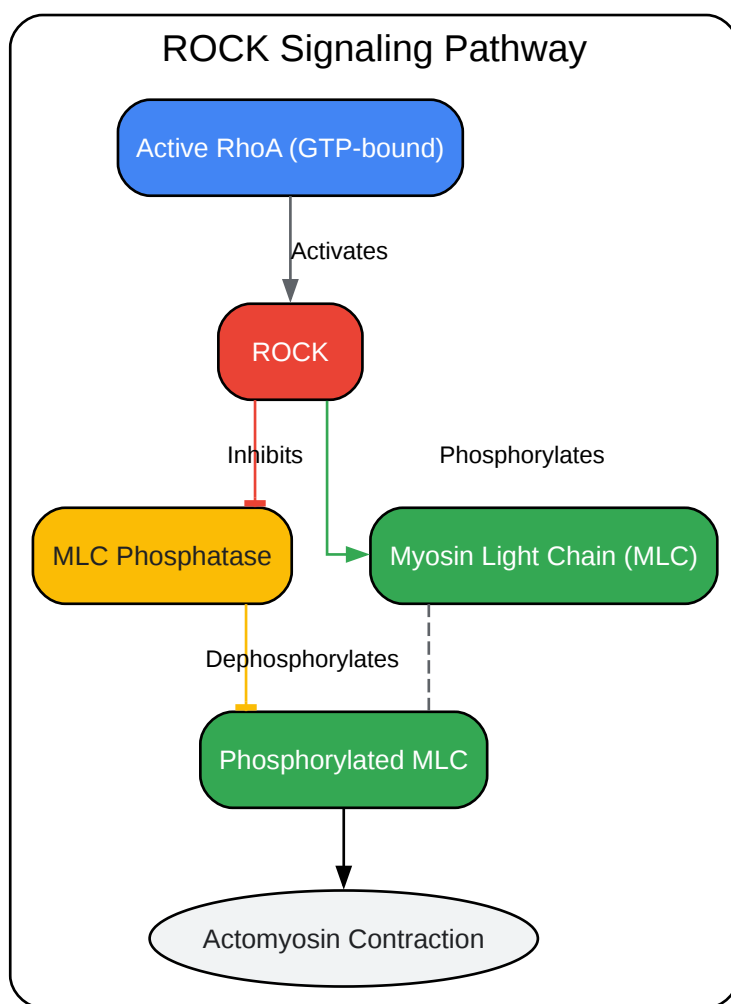 ROCK Signaling Pathway
Active RhoA (GTP-bound)
Activates
ROCK
Inhibits
Phosphorylates
MLC Phosphatase
Myosin Light Chain (MLC)
Dephosphorylates
Phosphorylated MLC
Actomyosin Contraction